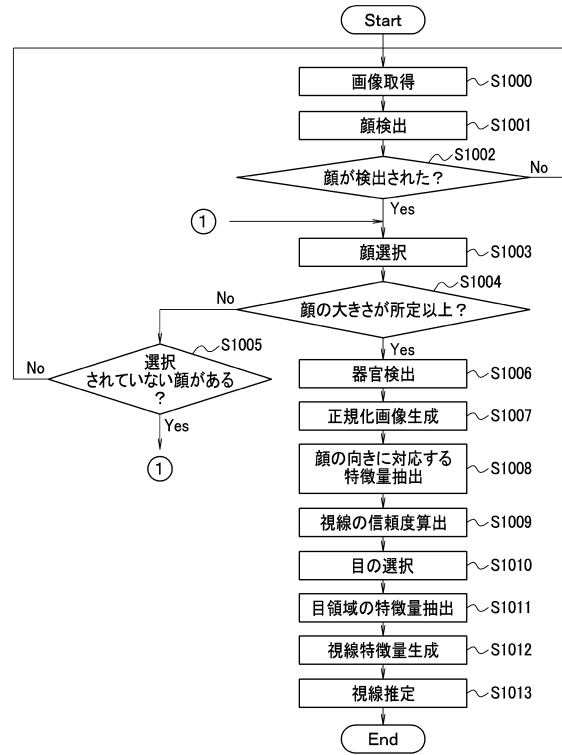 Start
画像取得
S1000
顔検出
S1001
顔が検出された？
S1002
No
Yes
①
顔選択
S1003
顔の大きさが所定以上？
S1004
No
Yes
選択
されていない顔がある
？
S1005
No
Yes
①
器官検出
S1006
正規化画像生成
S1007
顔の向きに対応する
特徴量抽出
S1008
視線の信頼度算出
S1009
目の選択
S1010
目領域の特徴量抽出
S1011
視線特徴量生成
S1012
視線推定
S1013
End